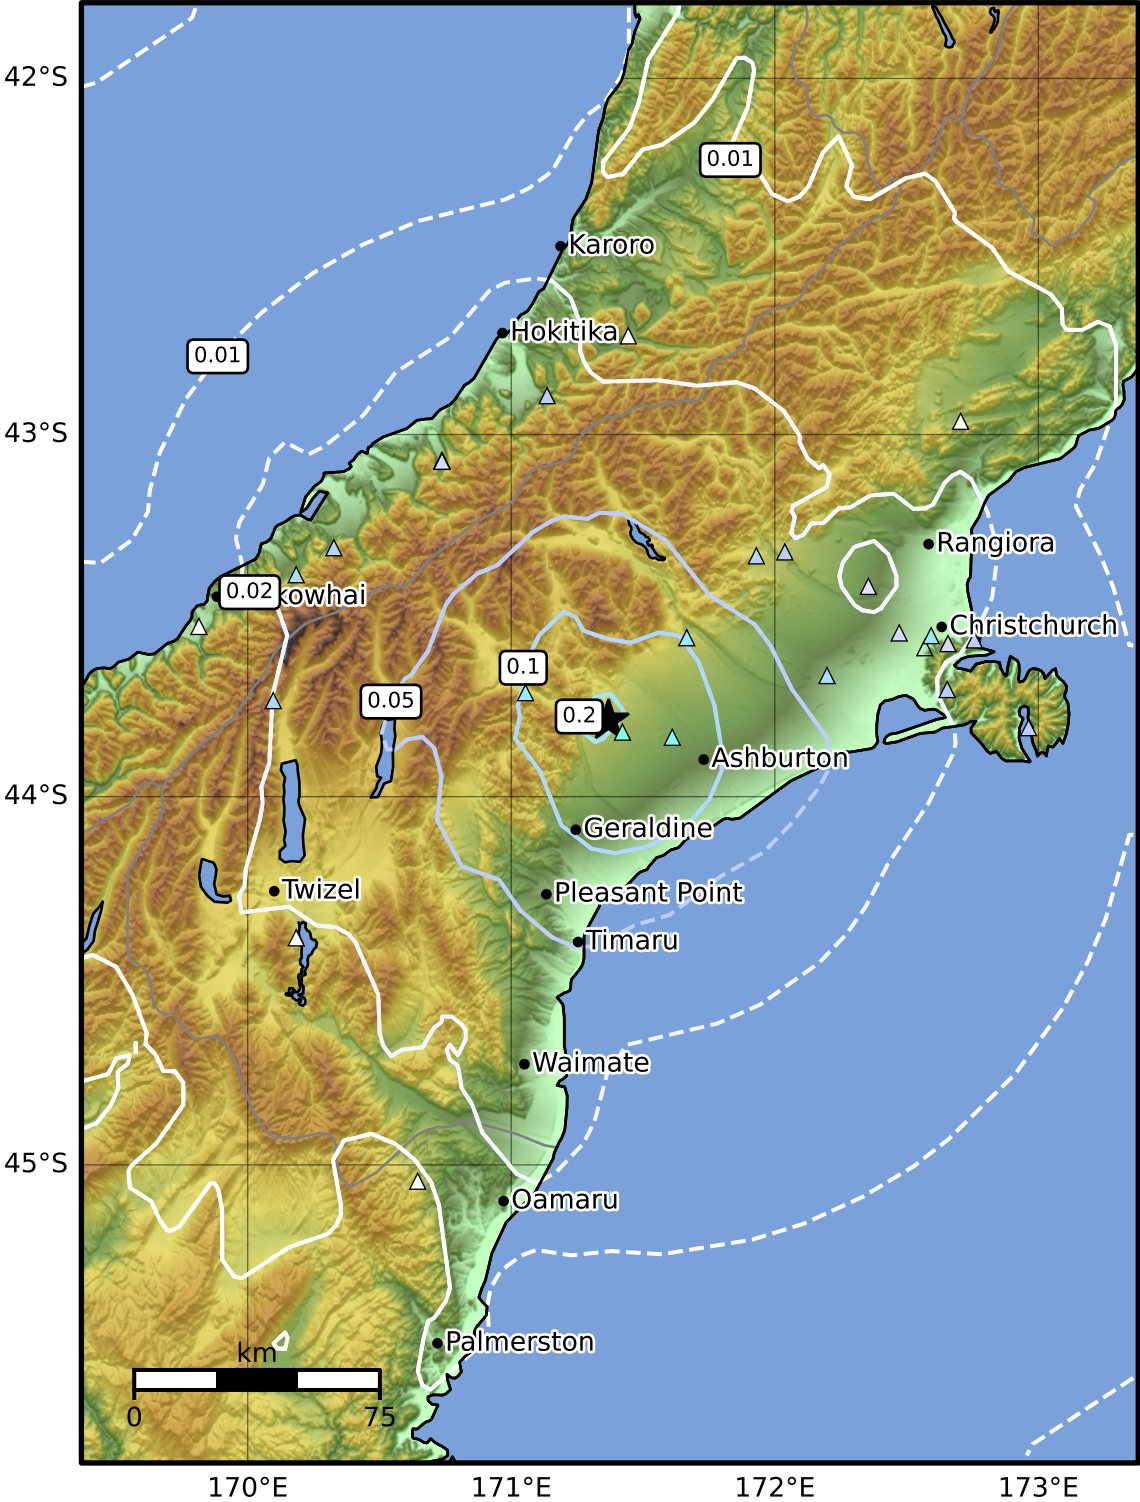 42°S
0.01
Karoro
Hokitika
0.01
43°S
Rangiora
0.02
kowhai
Christchurch
0.1
0.05
0.2
Ashburton
44°S
Geraldine
Twizel
Pleasant Point
Timaru
Waimate
45°S
Oamaru
Palmerston
km
0 75
170°E 171°E 172°E 173°E